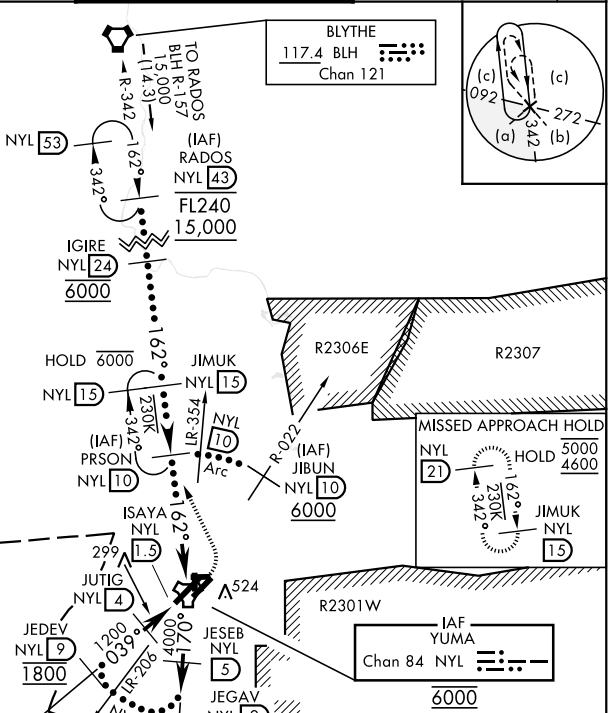 BLYTHE
117.4 BLH
Chan 121
TO RADOS
BLH R-157
15,000
(14.3)
R-342
(c)
(c)
092
272
(a)
(b)
342
NYL 53
162°
342°
(IAF)
RADOS
NYL 43
FL240
15,000
IGIRE
NYL 24
6000
162°
R2306E
R2307
HOLD 6000
NYL 15
JIMUK
NYL 15
230K
342°
LR-354
NYL
10
Arc
R-022
(IAF)
PRSON
NYL 10
(IAF)
JIBUN
NYL 10
6000
MISSED APPROACH HOLD
NYL
21
HOLD 5000
4600
162°
230K
342°
JIMUK
NYL
15
162°
ISAYA
NYL
1.5
299
524
JUTIG
NYL 4
R2301W
JEDEV
NYL 9
1800
1200
039°
LR-206
4000
170°
JESEB
NYL
5
JEGAV
NYL
IAF
YUMA
Chan 84 NYL
6000